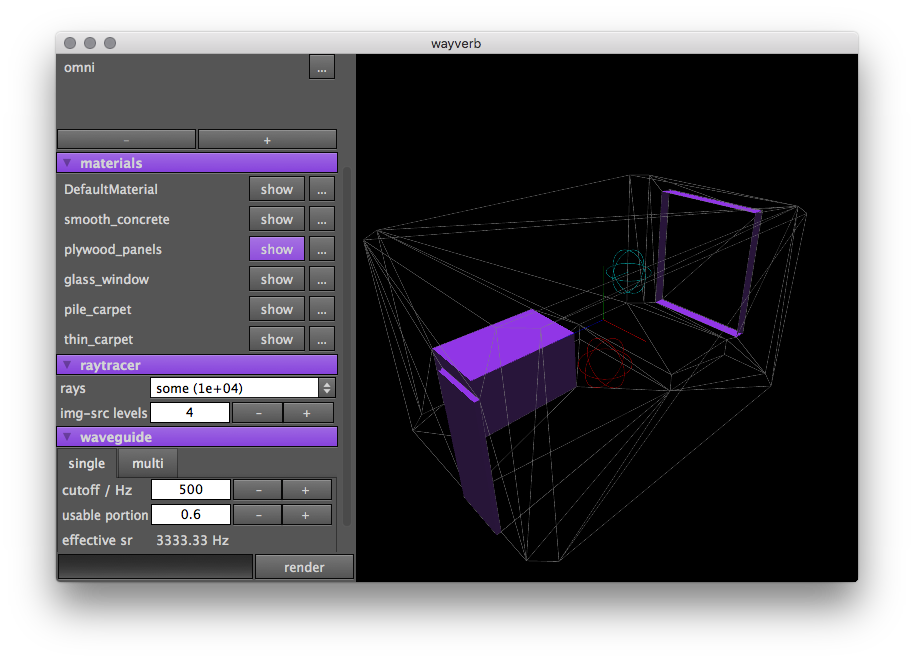 wayverb
omni ...
- +
materials
DefaultMaterial show ...
smooth_concrete show ...
plywood_panels show ...
glass_window show ...
pile_carpet show ...
thin_carpet show ...
raytracer
rays some (1e+04)
img-src levels 4 - +
waveguide
single multi
cutoff / Hz 500 - +
usable portion 0.6 - +
effective sr 3333.33 Hz
render